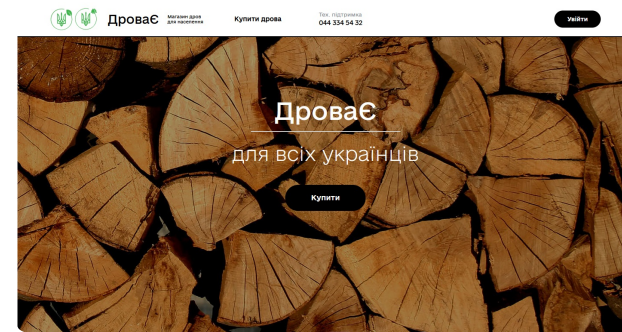 ДроваЄ
Магазин дров
для населення
Купити дрова
Тех. підтримка
044 334 54 32
Увійти
ДроваЄ
для всіх українців
Купити